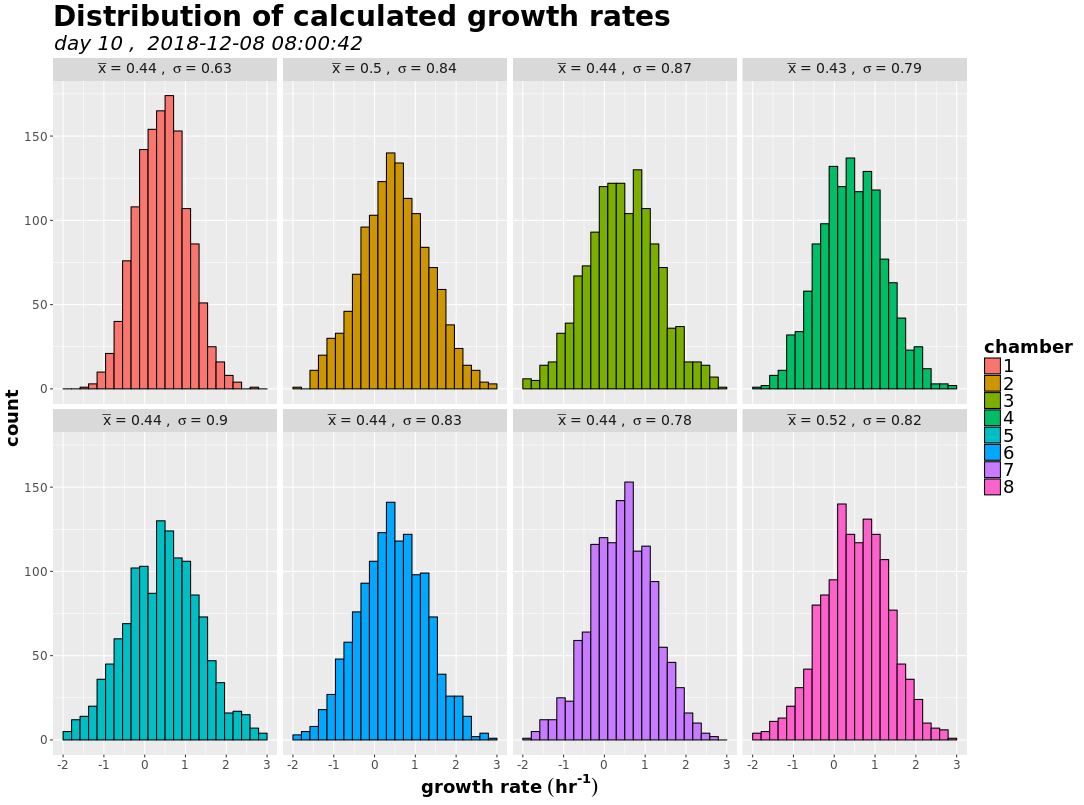 Distribution of calculated growth rates
day 10 ,  2018-12-08 08:00:42
x̅ = 0.44 ,  σ = 0.63
x̅ = 0.5 ,  σ = 0.84
x̅ = 0.44 ,  σ = 0.87
x̅ = 0.43 ,  σ = 0.79
150
100
50
0
x̅ = 0.44 ,  σ = 0.9
x̅ = 0.44 ,  σ = 0.83
x̅ = 0.44 ,  σ = 0.78
x̅ = 0.52 ,  σ = 0.82
150
100
50
0
count
-2 -1 0 1 2 3
-2 -1 0 1 2 3
-2 -1 0 1 2 3
-2 -1 0 1 2 3
growth rate (hr⁻¹)
chamber
1
2
3
4
5
6
7
8